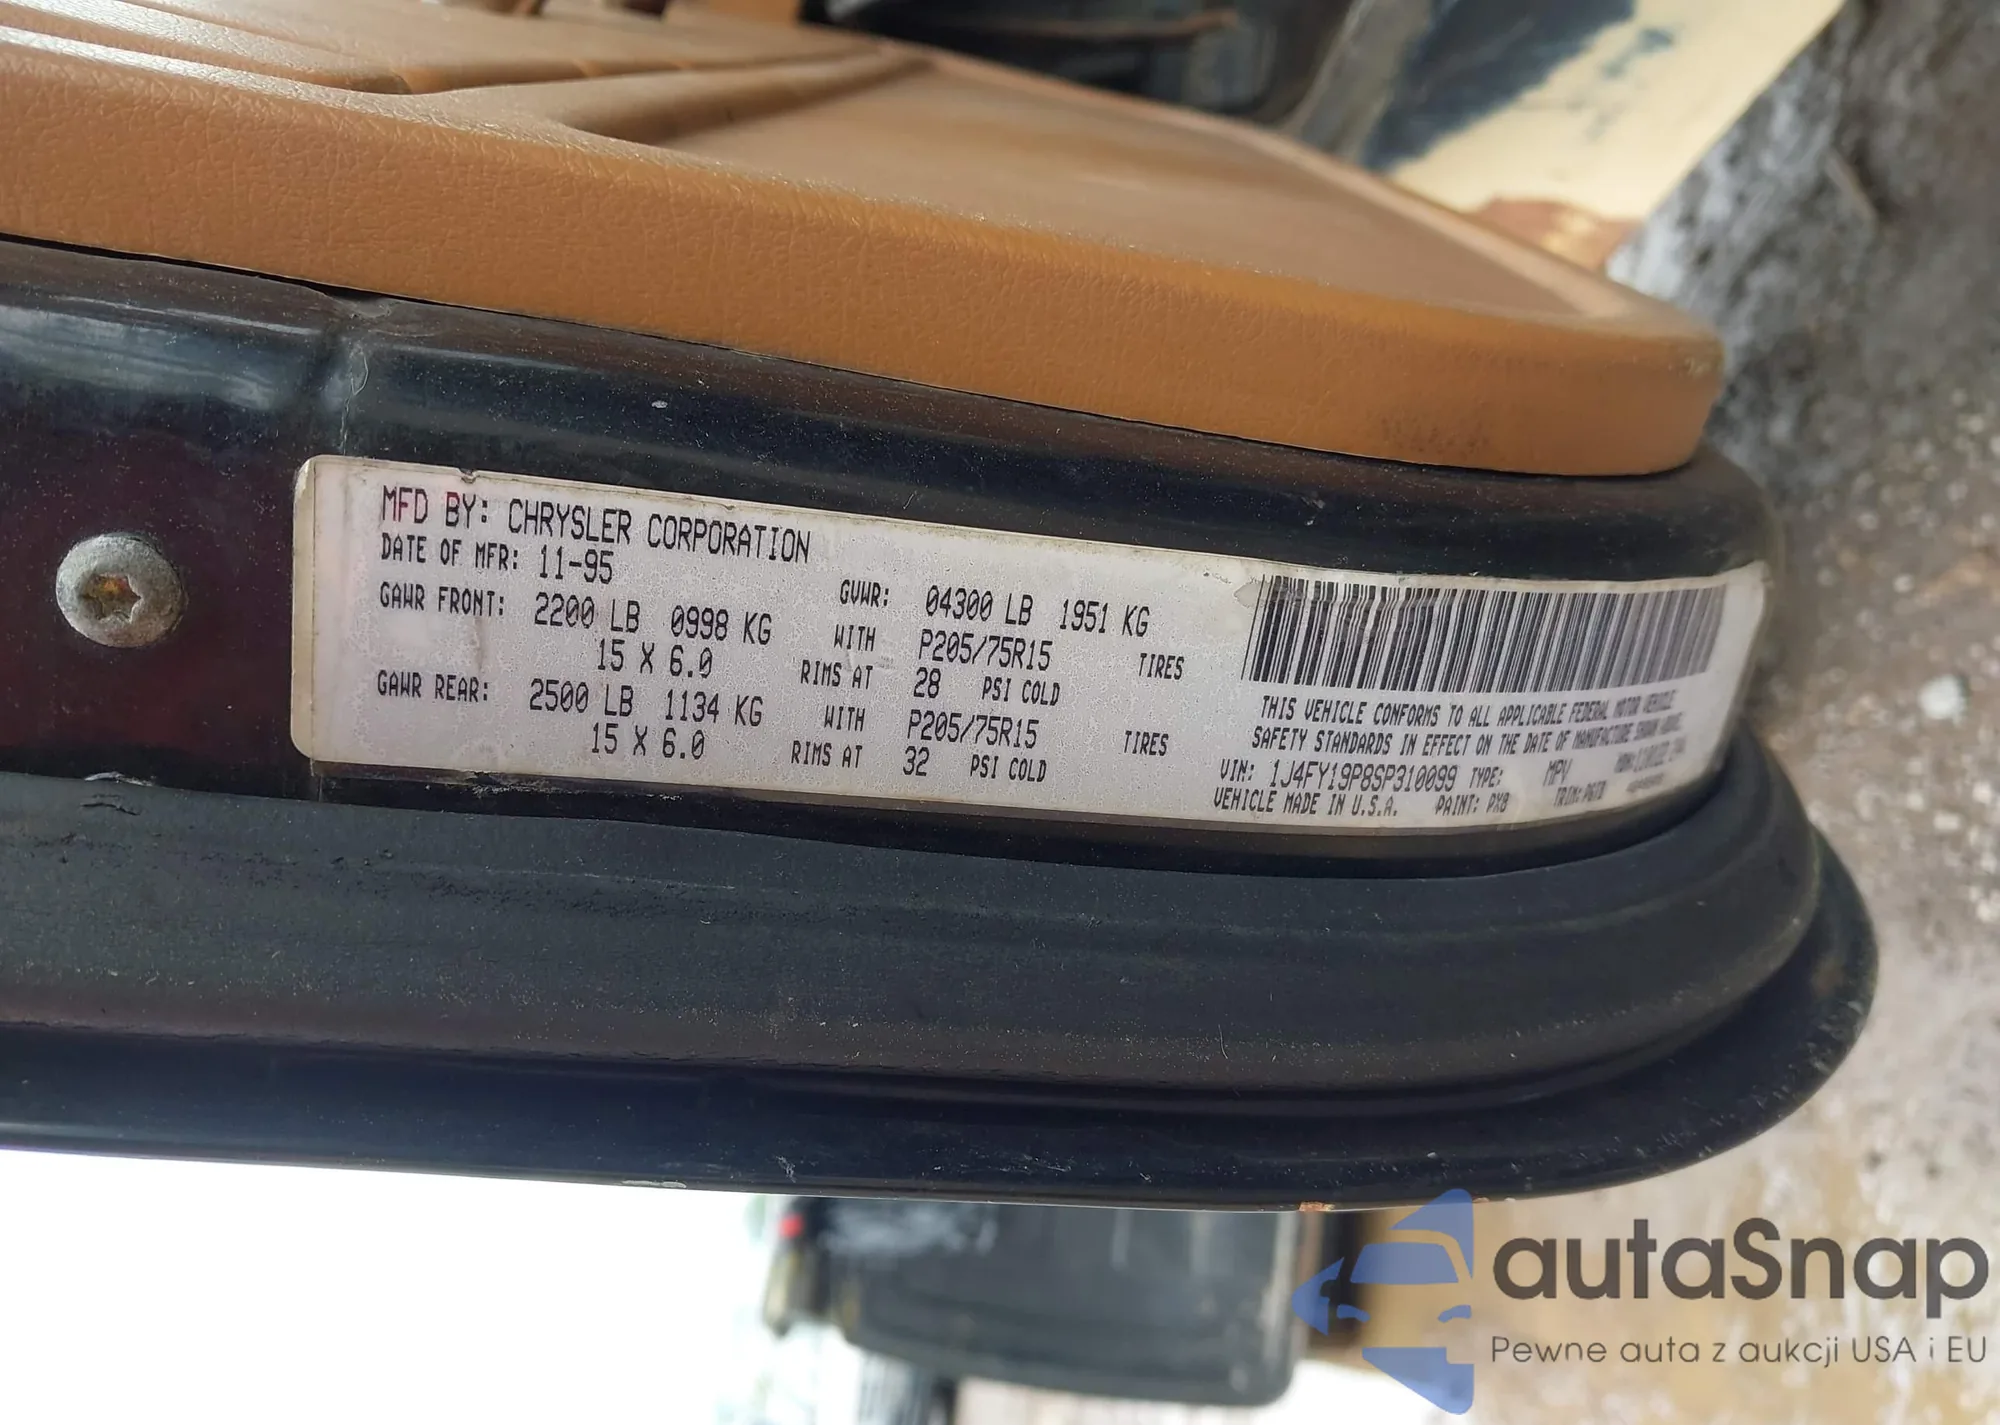 MFD BY: CHRYSLER CORPORATION
DATE OF MFR: 11-95 GVWR: 04300 LB 1951 KG
GAWR FRONT: 2200 LB 0998 KG WITH P205/75R15 TIRES
15 X 6.0 RIMS AT 28 PSI COLD
GAWR REAR: 2500 LB 1134 KG WITH P205/75R15 TIRES
15 X 6.0 RIMS AT 32 PSI COLD
THIS VEHICLE CONFORMS TO ALL APPLICABLE FEDERAL MOTOR VEHICLE
SAFETY STANDARDS IN EFFECT ON THE DATE OF MANUFACTURE SHOWN ABOVE.
VIN: 1J4FY19P8SP310099 TYPE: MPV
VEHICLE MADE IN U.S.A. PAINT: PX8 TRIM:
autaSnap
Pewne auta z aukcji USA i EU